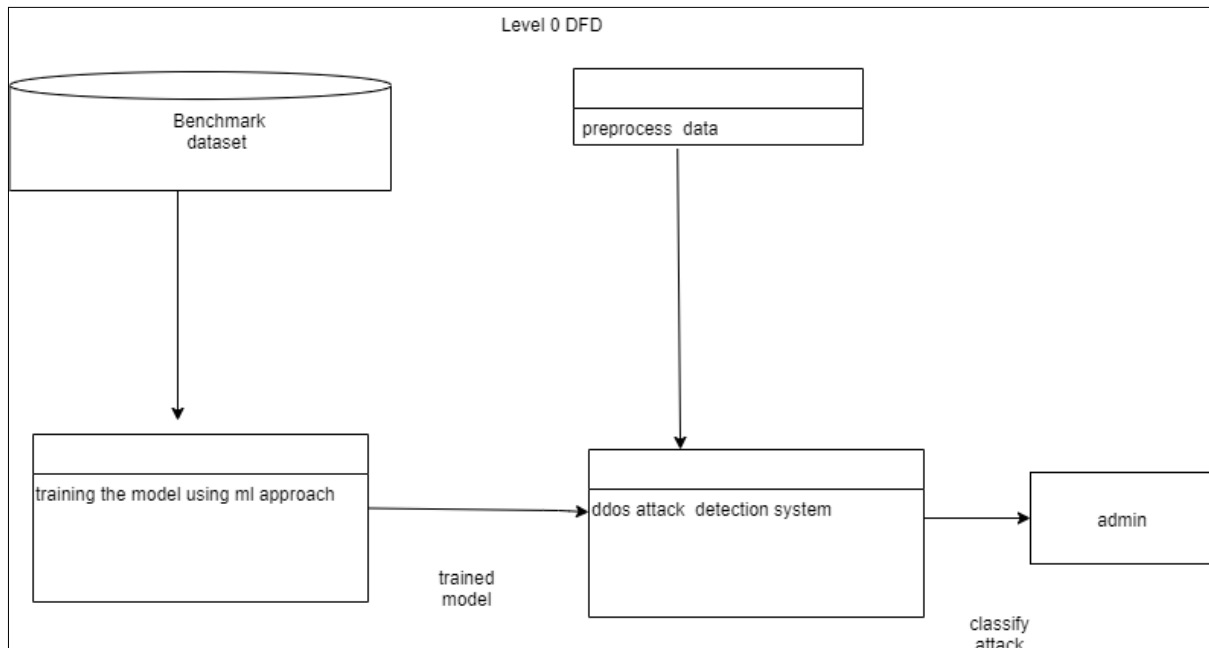 Level 0 DFD
Benchmark
dataset
preprocess data
training the model using ml approach
ddos attack detection system
admin
trained
model
classify
attack